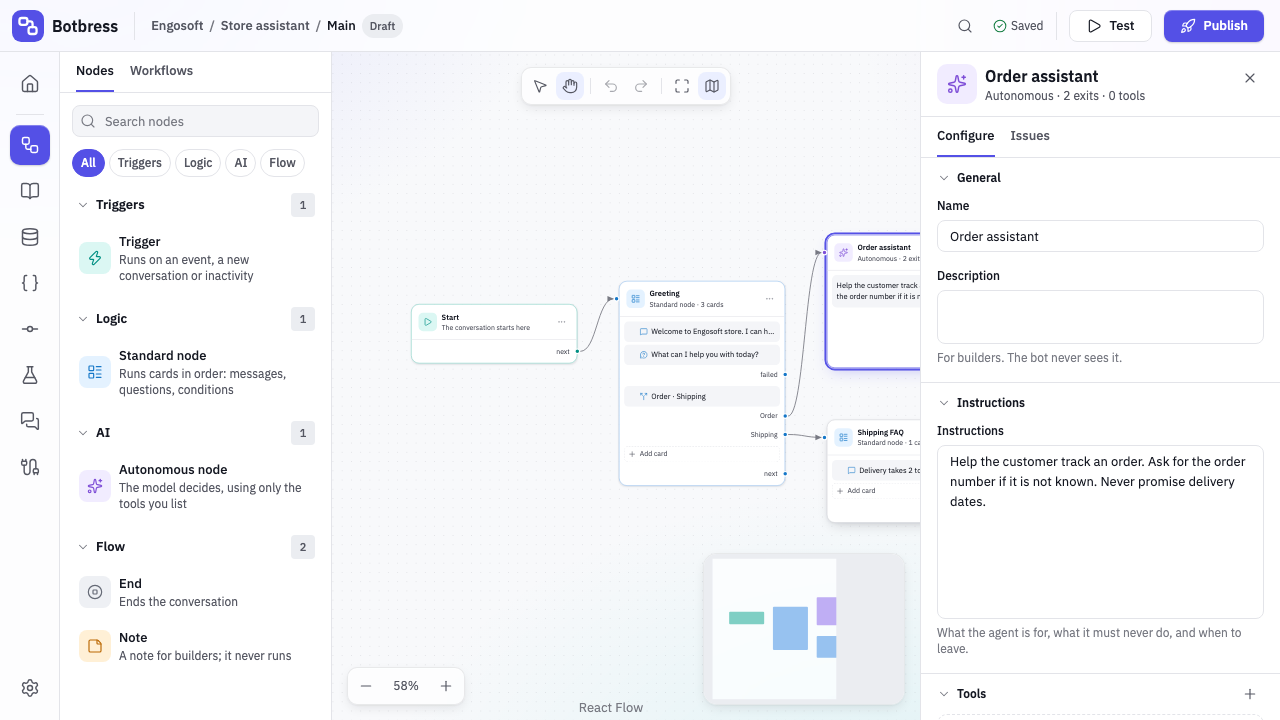 Botbress
Engosoft / Store assistant / Main Draft
Saved
Test
Publish
Nodes
Workflows
Search nodes
All
Triggers
Logic
AI
Flow
Triggers
1
Trigger
Runs on an event, a new
conversation or inactivity
Logic
1
Standard node
Runs cards in order: messages,
questions, conditions
AI
1
Autonomous node
The model decides, using only the
tools you list
Flow
2
End
Ends the conversation
Note
A note for builders; it never runs
Start
The conversation starts here
next
Greeting
Standard node · 3 cards
Welcome to Engosoft store. I can h...
What can I help you with today?
failed
Order · Shipping
Order
Shipping
Add card
next
Order assistant
Autonomous · 2 exit
Help the customer track
the order number if it is n
Shipping FAQ
Standard node · 1 ca
Delivery takes 2 to
Add card
58%
React Flow
Order assistant
Autonomous · 2 exits · 0 tools
Configure
Issues
General
Name
Order assistant
Description
For builders. The bot never sees it.
Instructions
Instructions
Help the customer track an order. Ask for the order
number if it is not known. Never promise delivery
dates.
What the agent is for, what it must never do, and when to
leave.
Tools